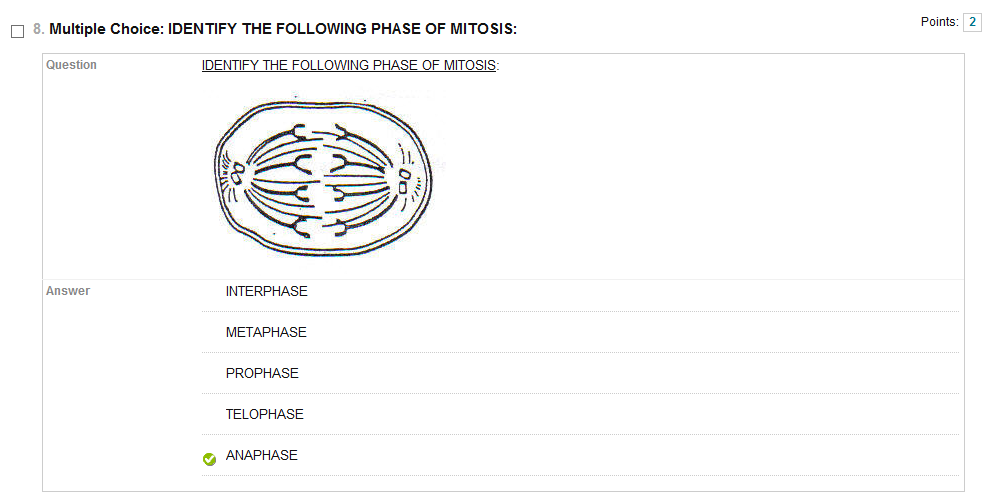 8. Multiple Choice: IDENTIFY THE FOLLOWING PHASE OF MITOSIS:
Points: 2
Question
IDENTIFY THE FOLLOWING PHASE OF MITOSIS:
Answer
INTERPHASE
METAPHASE
PROPHASE
TELOPHASE
ANAPHASE